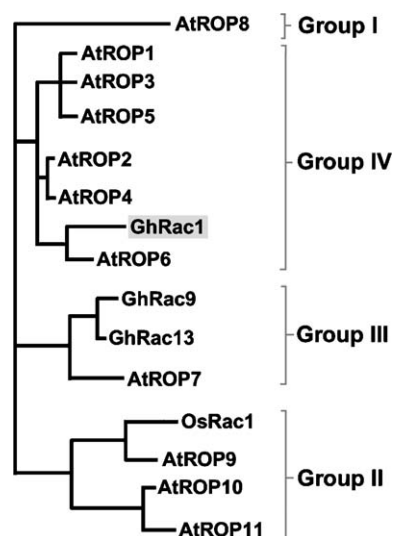 AtROP8
Group I
AtROP1
AtROP3
AtROP5
AtROP2
AtROP4
GhRac1
AtROP6
Group IV
GhRac9
GhRac13
AtROP7
Group III
OsRac1
AtROP9
AtROP10
AtROP11
Group II